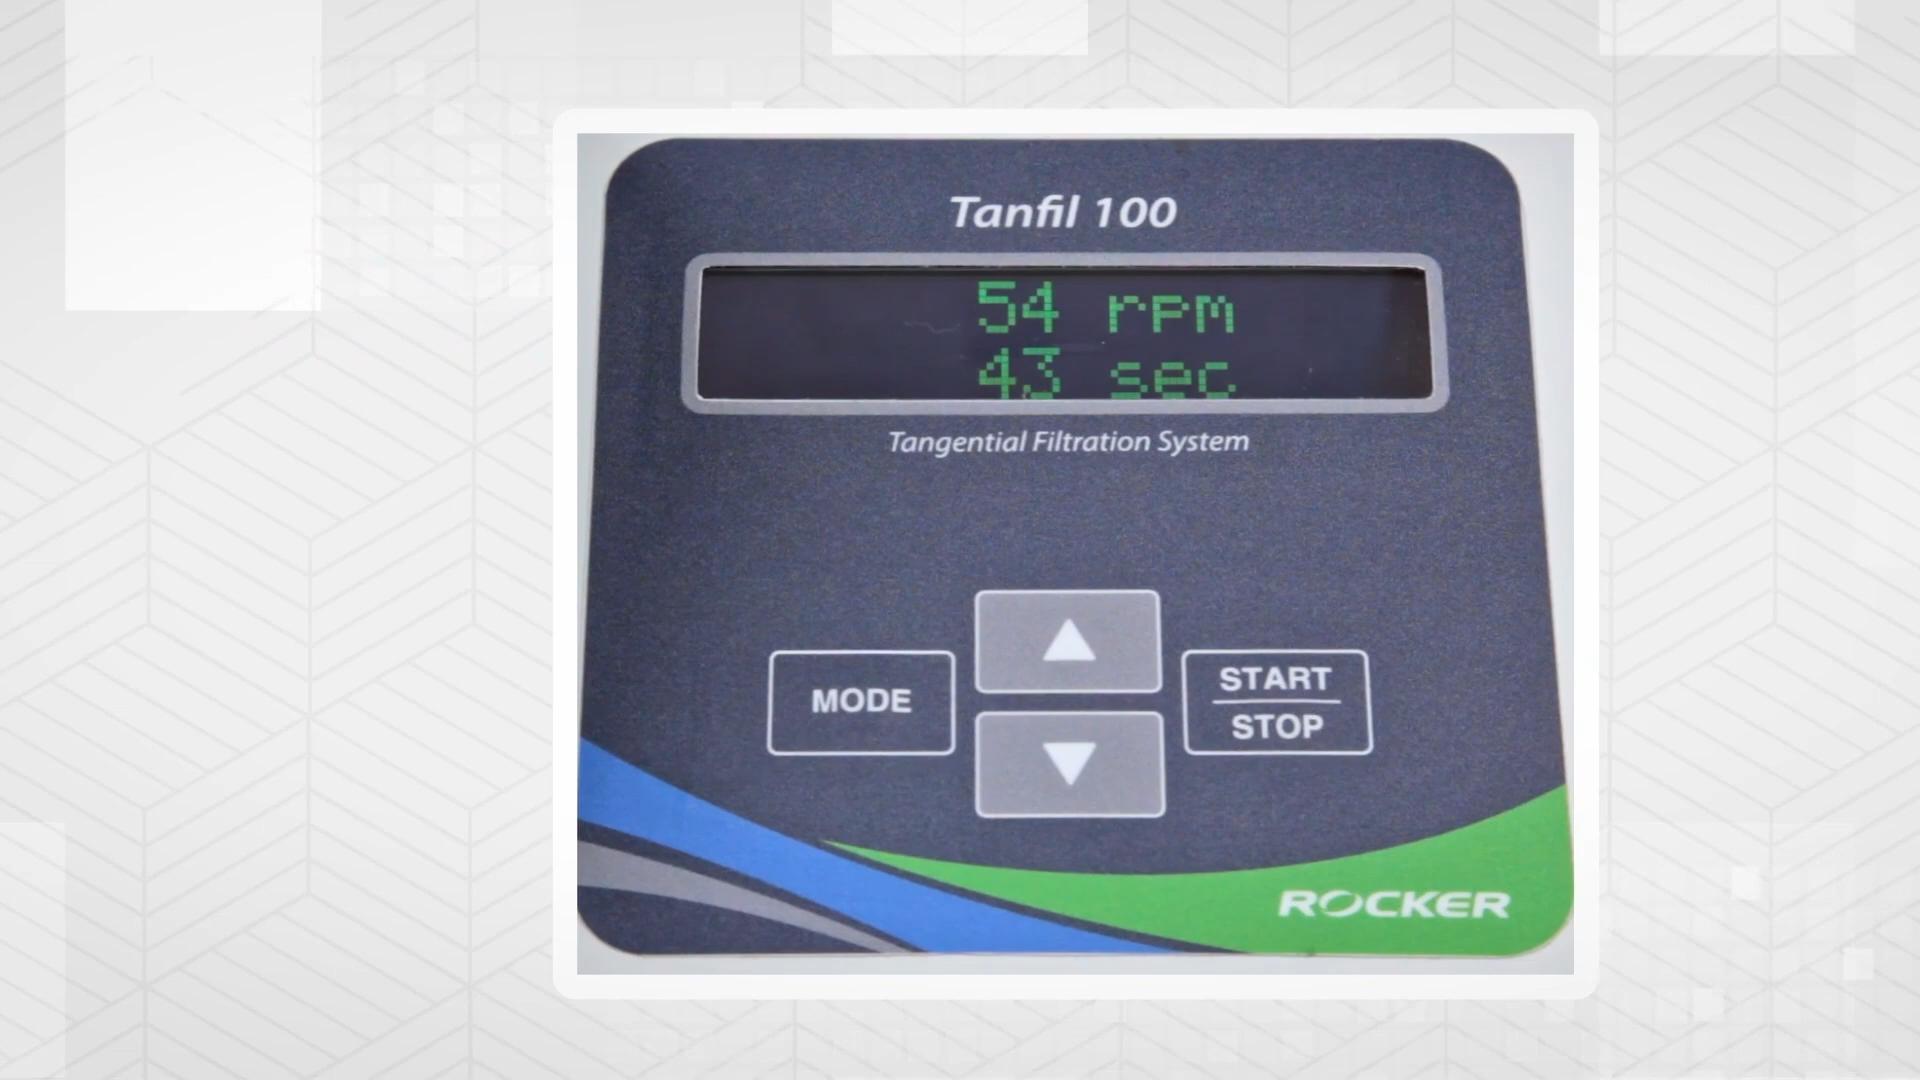 Tanfil 100
54 rpm
43 sec
Tangential Filtration System
MODE
START
STOP
ROCKER